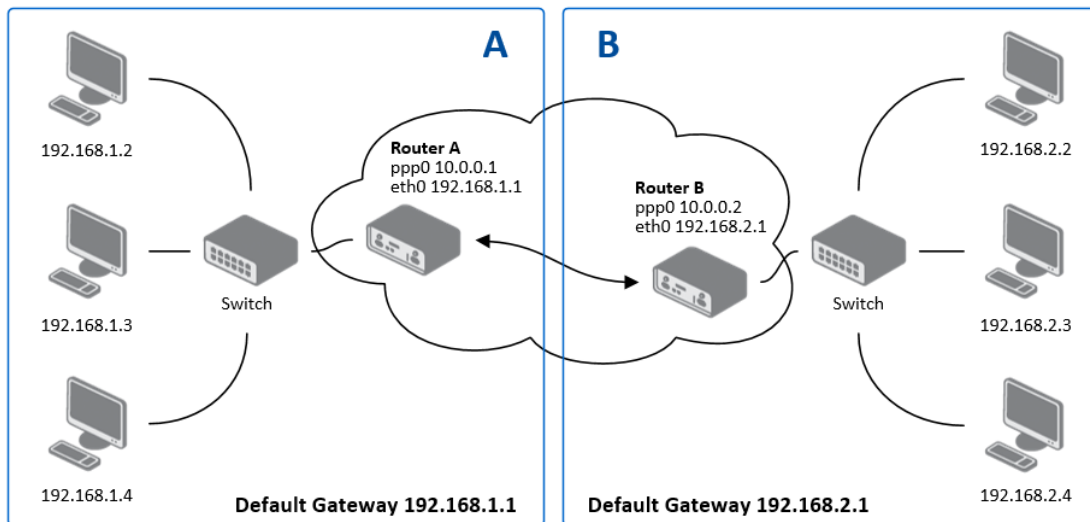 A
B
192.168.1.2
192.168.2.2
Router A
ppp0 10.0.0.1
eth0 192.168.1.1
Router B
ppp0 10.0.0.2
eth0 192.168.2.1
Switch
Switch
192.168.1.3
192.168.2.3
192.168.1.4
192.168.2.4
Default Gateway 192.168.1.1
Default Gateway 192.168.2.1